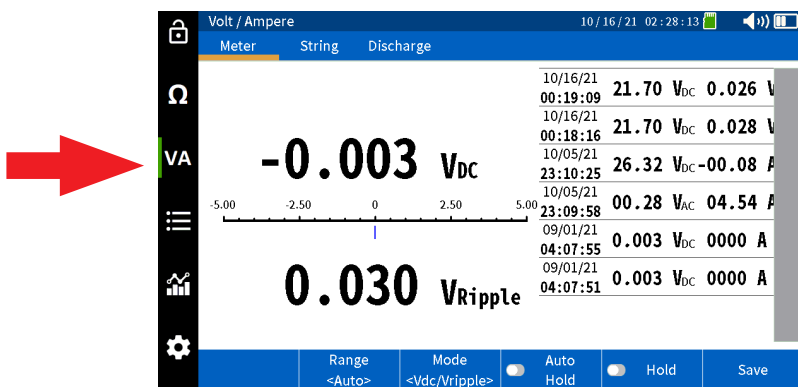 Volt / Ampere
10/16/21 02:28:13
Meter String Discharge
Ω
VA
-0.003 VDC
-5.00 -2.50 0 2.50 5.00
0.030 VRipple
10/16/21
00:19:09 21.70 VDC 0.026 V
10/16/21
00:18:16 21.70 VDC 0.028 V
10/05/21
23:10:25 26.32 VDC -00.08 A
10/05/21
23:09:58 00.28 VAC 04.54 A
09/01/21
04:07:55 0.003 VDC 0000 A
09/01/21
04:07:51 0.003 VDC 0000 A
Range
<Auto>
Mode
<Vdc/Vripple>
Auto
Hold
Hold
Save